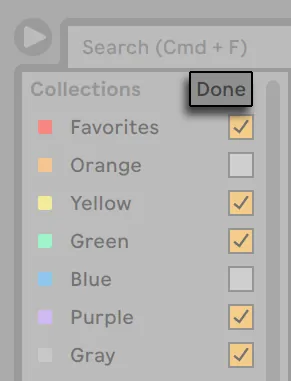 Search (Cmd + F)
Collections Done
Favorites
Orange
Yellow
Green
Blue
Purple
Gray